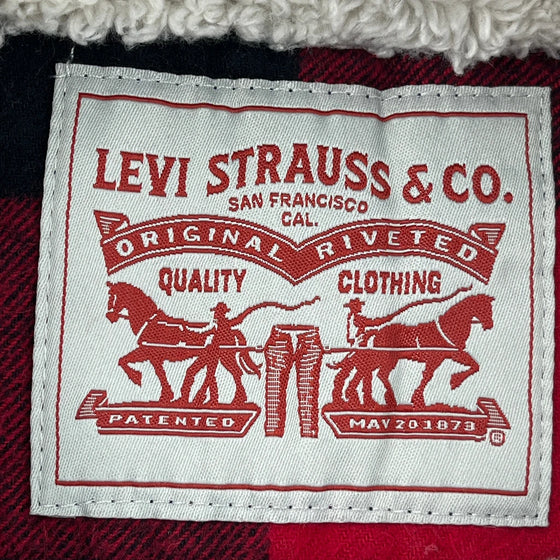 LEVI STRAUSS & CO.
SAN FRANCISCO
CAL.
ORIGINAL RIVETED
QUALITY CLOTHING
PATENTED MAY 20 1873 ®